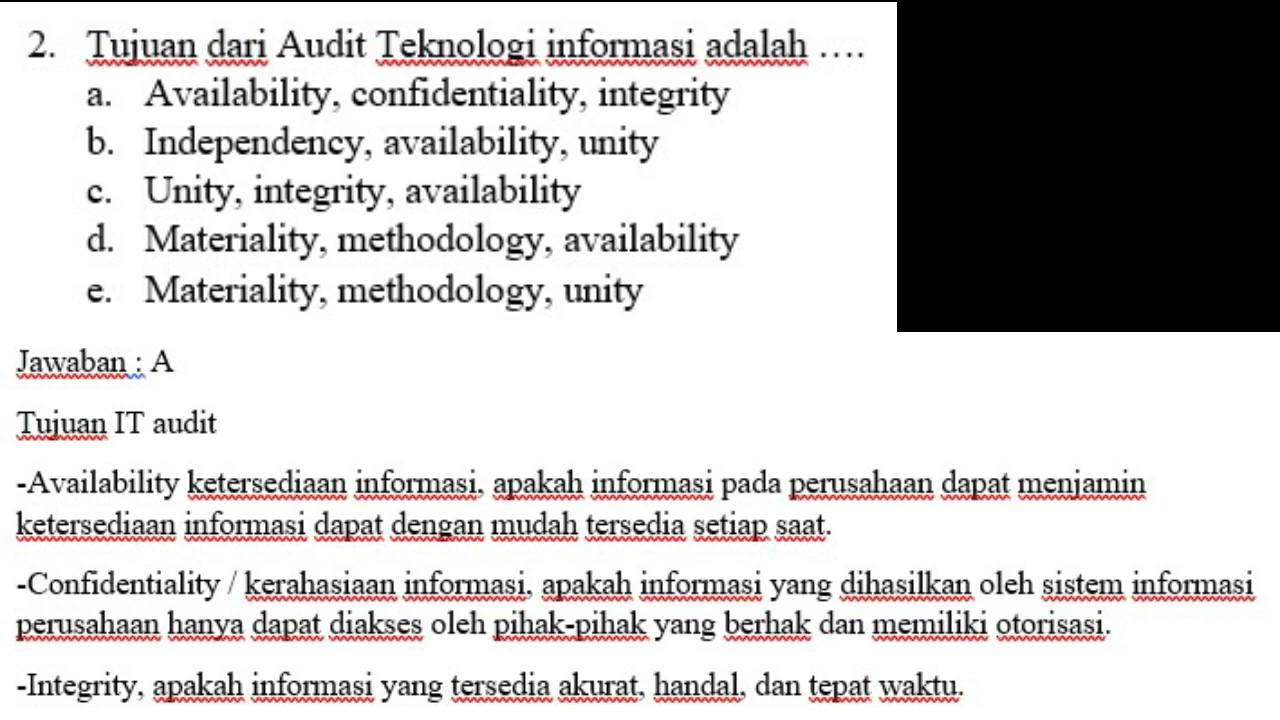 2. Tujuan dari Audit Teknologi informasi adalah ....
a. Availability, confidentiality, integrity
b. Independency, availability, unity
c. Unity, integrity, availability
d. Materiality, methodology, availability
e. Materiality, methodology, unity
Jawaban : A
Tujuan IT audit
-Availability ketersediaan informasi, apakah informasi pada perusahaan dapat menjamin
ketersediaan informasi dapat dengan mudah tersedia setiap saat.
-Confidentiality / kerahasiaan informasi, apakah informasi yang dihasilkan oleh sistem informasi
perusahaan hanya dapat diakses oleh pihak-pihak yang berhak dan memiliki otorisasi.
-Integrity, apakah informasi yang tersedia akurat, handal, dan tepat waktu.